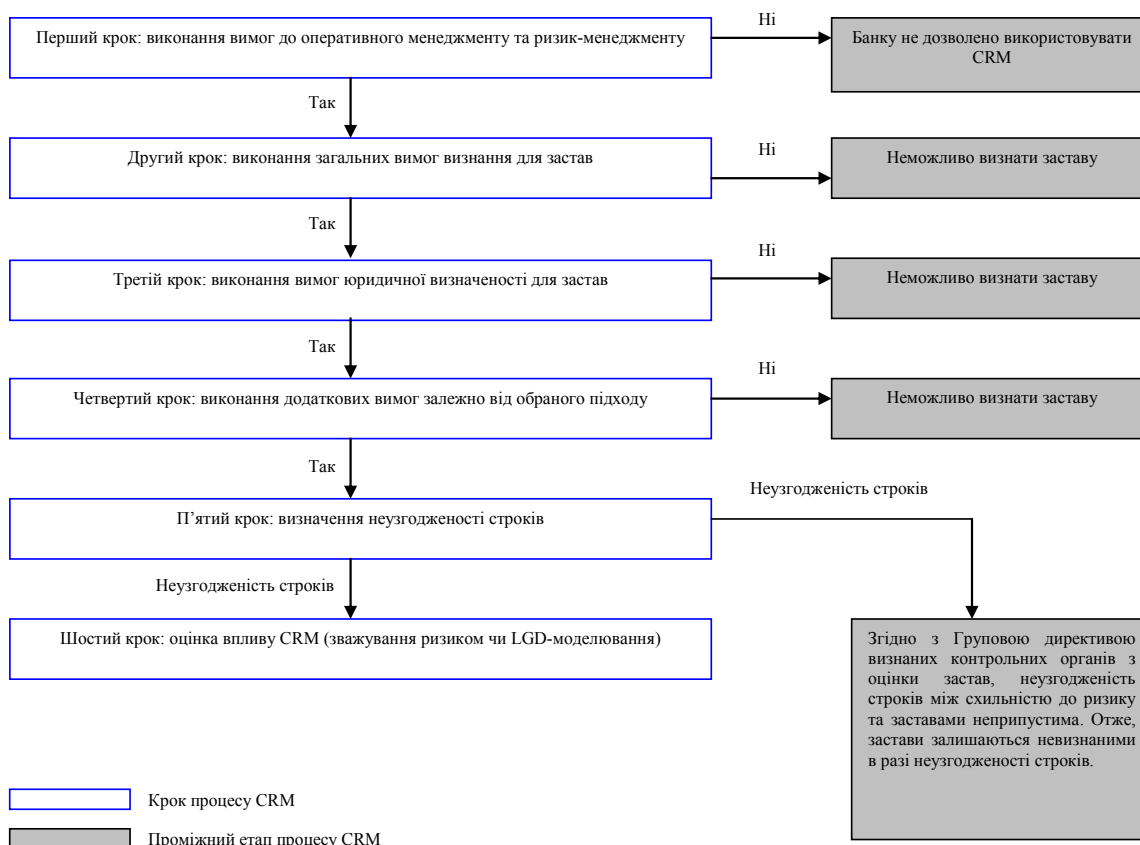 Перший крок: виконання вимог до оперативного менеджменту та ризик-менеджменту
Ні
Банку не дозволено використовувати
CRM
Так
Другий крок: виконання загальних вимог визнання для застав
Ні
Неможливо визнати заставу
Так
Третій крок: виконання вимог юридичної визначеності для застав
Ні
Неможливо визнати заставу
Так
Четвертий крок: виконання додаткових вимог залежно від обраного підходу
Ні
Неможливо визнати заставу
Так
П’ятий крок: визначення неузгодженості строків
Неузгодженість строків
Неузгодженість строків
Шостий крок: оцінка впливу CRM (зважування ризиком чи LGD-моделювання)
Згідно з Груповою директивою
визнаних контрольних органів з
оцінки застав, неузгодженість
строків між схильністю до ризику
та заставами неприпустима. Отже,
застави залишаються невизнаними
в разі неузгодженості строків.
Крок процесу CRM
Проміжний етап процесу CRM